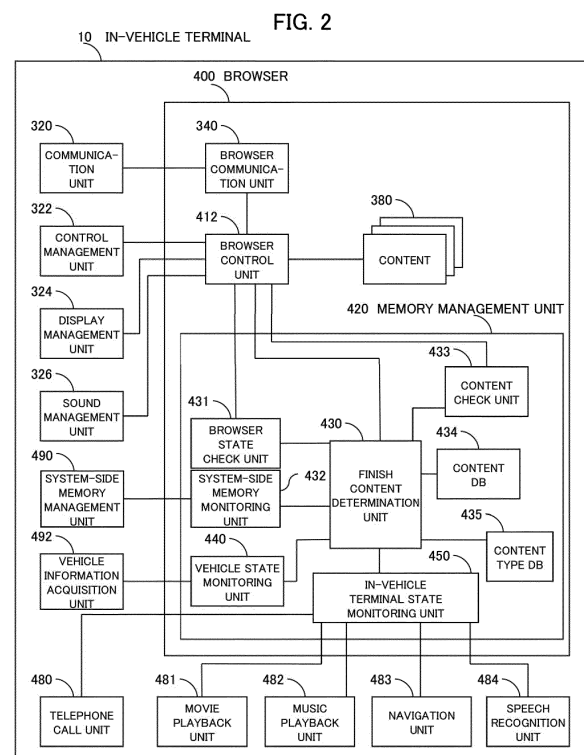 FIG. 2
10 IN-VEHICLE TERMINAL
400 BROWSER
320
COMMUNICA-
TION
UNIT
340
BROWSER
COMMUNICA-
TION UNIT
322
CONTROL
MANAGEMENT
UNIT
412
BROWSER
CONTROL
UNIT
380
CONTENT
324
DISPLAY
MANAGEMENT
UNIT
420 MEMORY MANAGEMENT UNIT
433
CONTENT
CHECK UNIT
326
SOUND
MANAGEMENT
UNIT
431
BROWSER
STATE
CHECK UNIT
430
FINISH
CONTENT
DETERMINATION
UNIT
434
CONTENT
DB
490
SYSTEM-SIDE
MEMORY
MANAGEMENT
UNIT
432
SYSTEM-SIDE
MEMORY
MONITORING
UNIT
435
CONTENT
TYPE DB
492
VEHICLE
INFORMATION
ACQUISITION
UNIT
440
VEHICLE STATE
MONITORING
UNIT
450
IN-VEHICLE
TERMINAL STATE
MONITORING UNIT
480
TELEPHONE
CALL UNIT
481
MOVIE
PLAYBACK
UNIT
482
MUSIC
PLAYBACK
UNIT
483
NAVIGATION
UNIT
484
SPEECH
RECOGNITION
UNIT